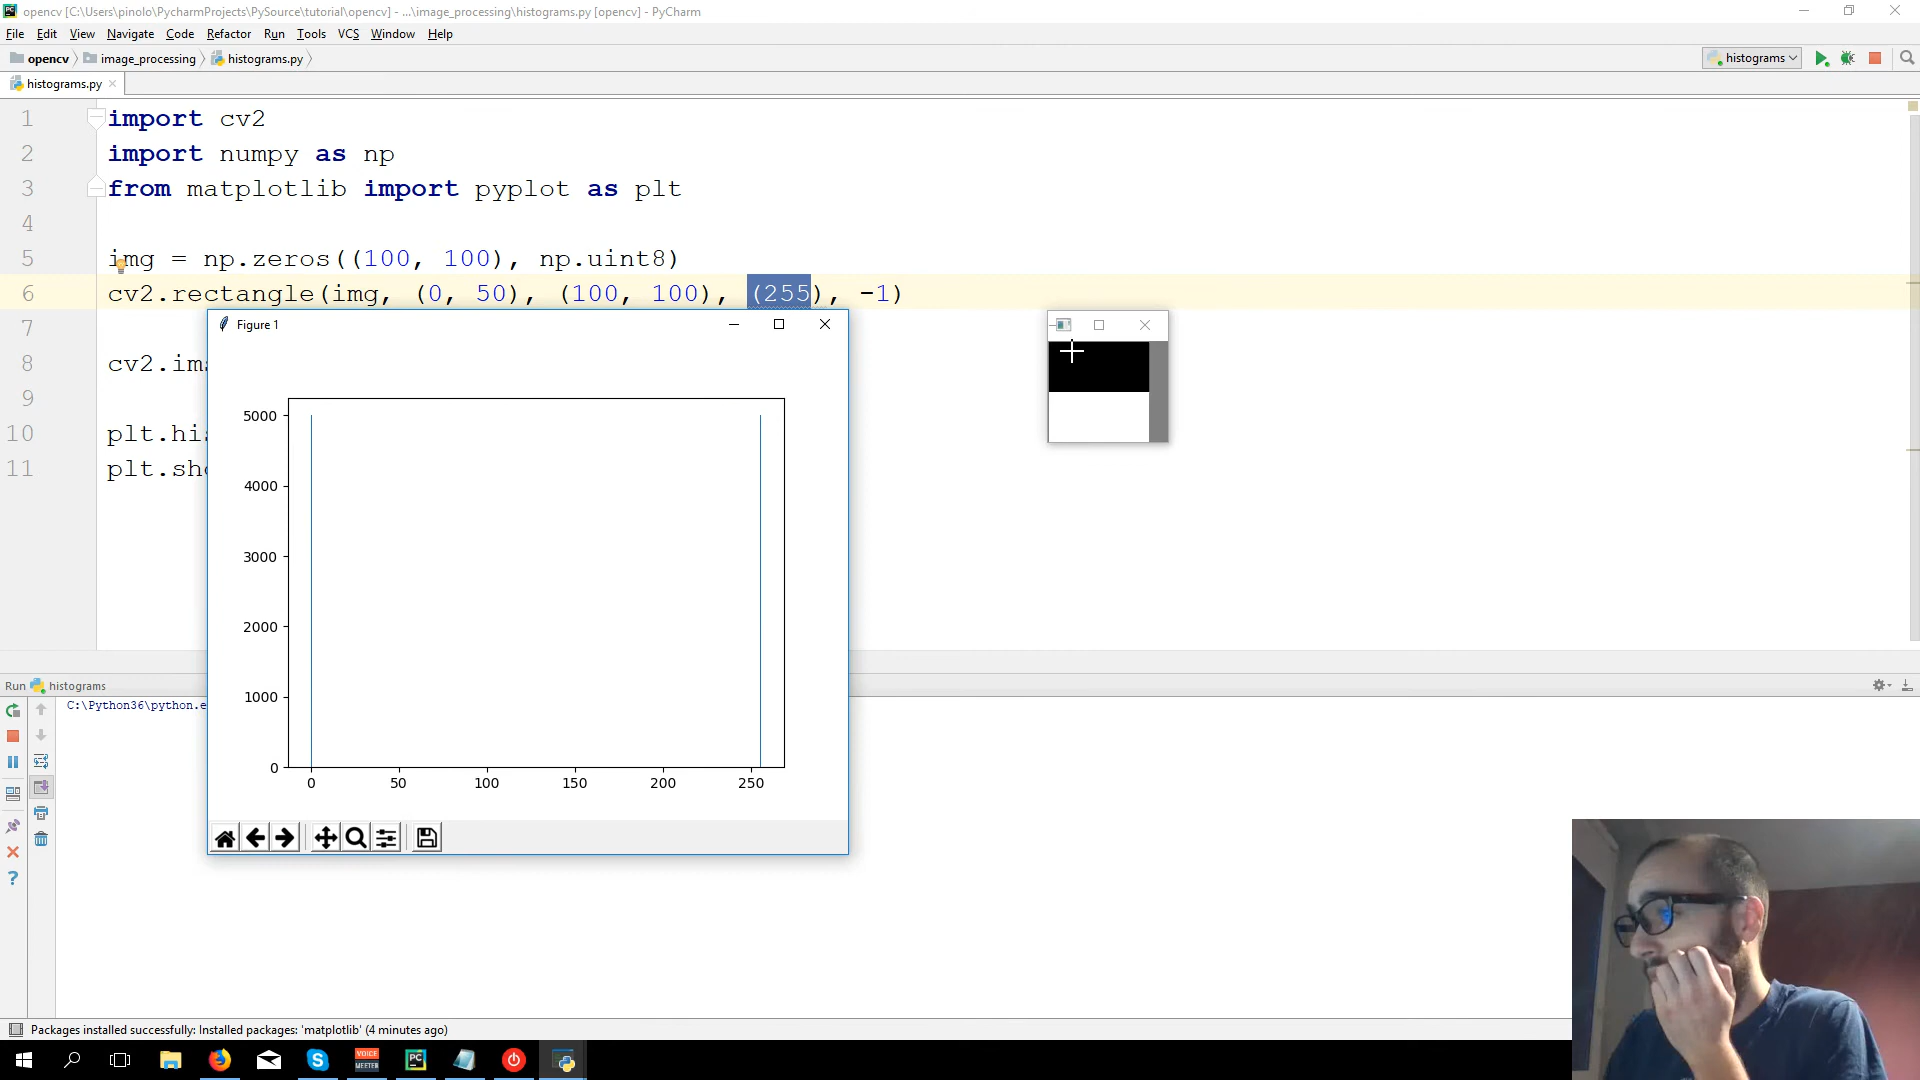 opencv [C:\Users\pinolo\PycharmProjects\PySource\tutorial\opencv] - ...\image_processing\histograms.py [opencv] - PyCharm
File Edit View Navigate Code Refactor Run Tools VCS Window Help
opencv image_processing histograms.py histograms
histograms.py
1 import cv2
2 import numpy as np
3 from matplotlib import pyplot as plt
4
5 img = np.zeros((100, 100), np.uint8)
6 cv2.rectangle(img, (0, 50), (100, 100), (255), -1)
7
8 cv2.im
9
10 plt.hi
11 plt.sh
Figure 1
5000
4000
3000
2000
1000
0
0 50 100 150 200 250
Run histograms
C:\Python36\python.e
Packages installed successfully: Installed packages: 'matplotlib' (4 minutes ago)
VOICE
MEETER
PC